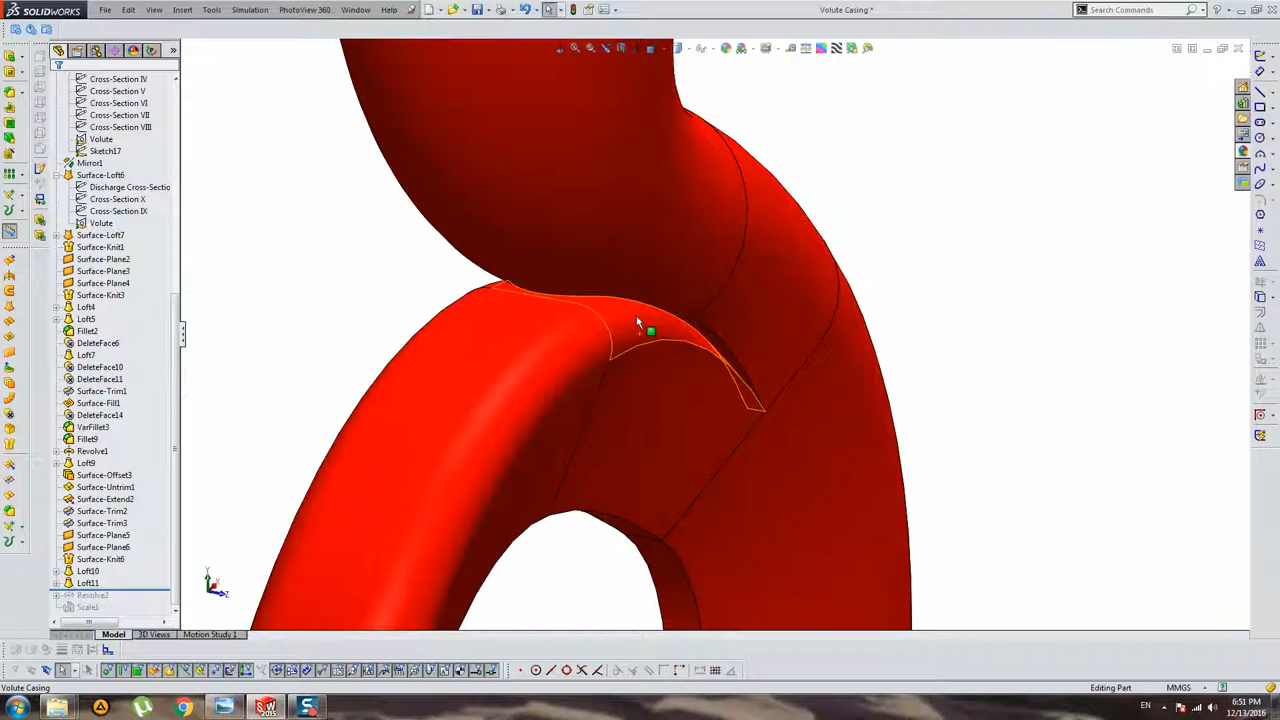 SOLIDWORKS
File
Edit
View
Insert
Tools
Simulation
PhotoView 360
Window
Help
Volute Casing *
Search Commands
Cross-Section IV
Cross-Section V
Cross-Section VI
Cross-Section VII
Cross-Section VIII
Volute
Sketch17
Mirror1
Surface-Loft6
Discharge Cross-Sectio
Cross-Section X
Cross-Section IX
Volute
Surface-Loft7
Surface-Knit1
Surface-Plane2
Surface-Plane3
Surface-Plane4
Surface-Knit3
Loft4
Loft5
Fillet2
DeleteFace6
Loft7
DeleteFace10
DeleteFace11
Surface-Trim1
Surface-Fill1
DeleteFace14
VarFillet3
Fillet9
Revolve1
Loft9
Surface-Offset3
Surface-Untrim1
Surface-Extend2
Surface-Trim2
Surface-Trim3
Surface-Plane5
Surface-Plane6
Surface-Knit6
Loft10
Loft11
Revolve2
Scale1
Y
X
Z
Model
3D Views
Motion Study 1
Volute Casing
Editing Part
MMGS
SW
2015
S
EN
6:51 PM
12/13/2016